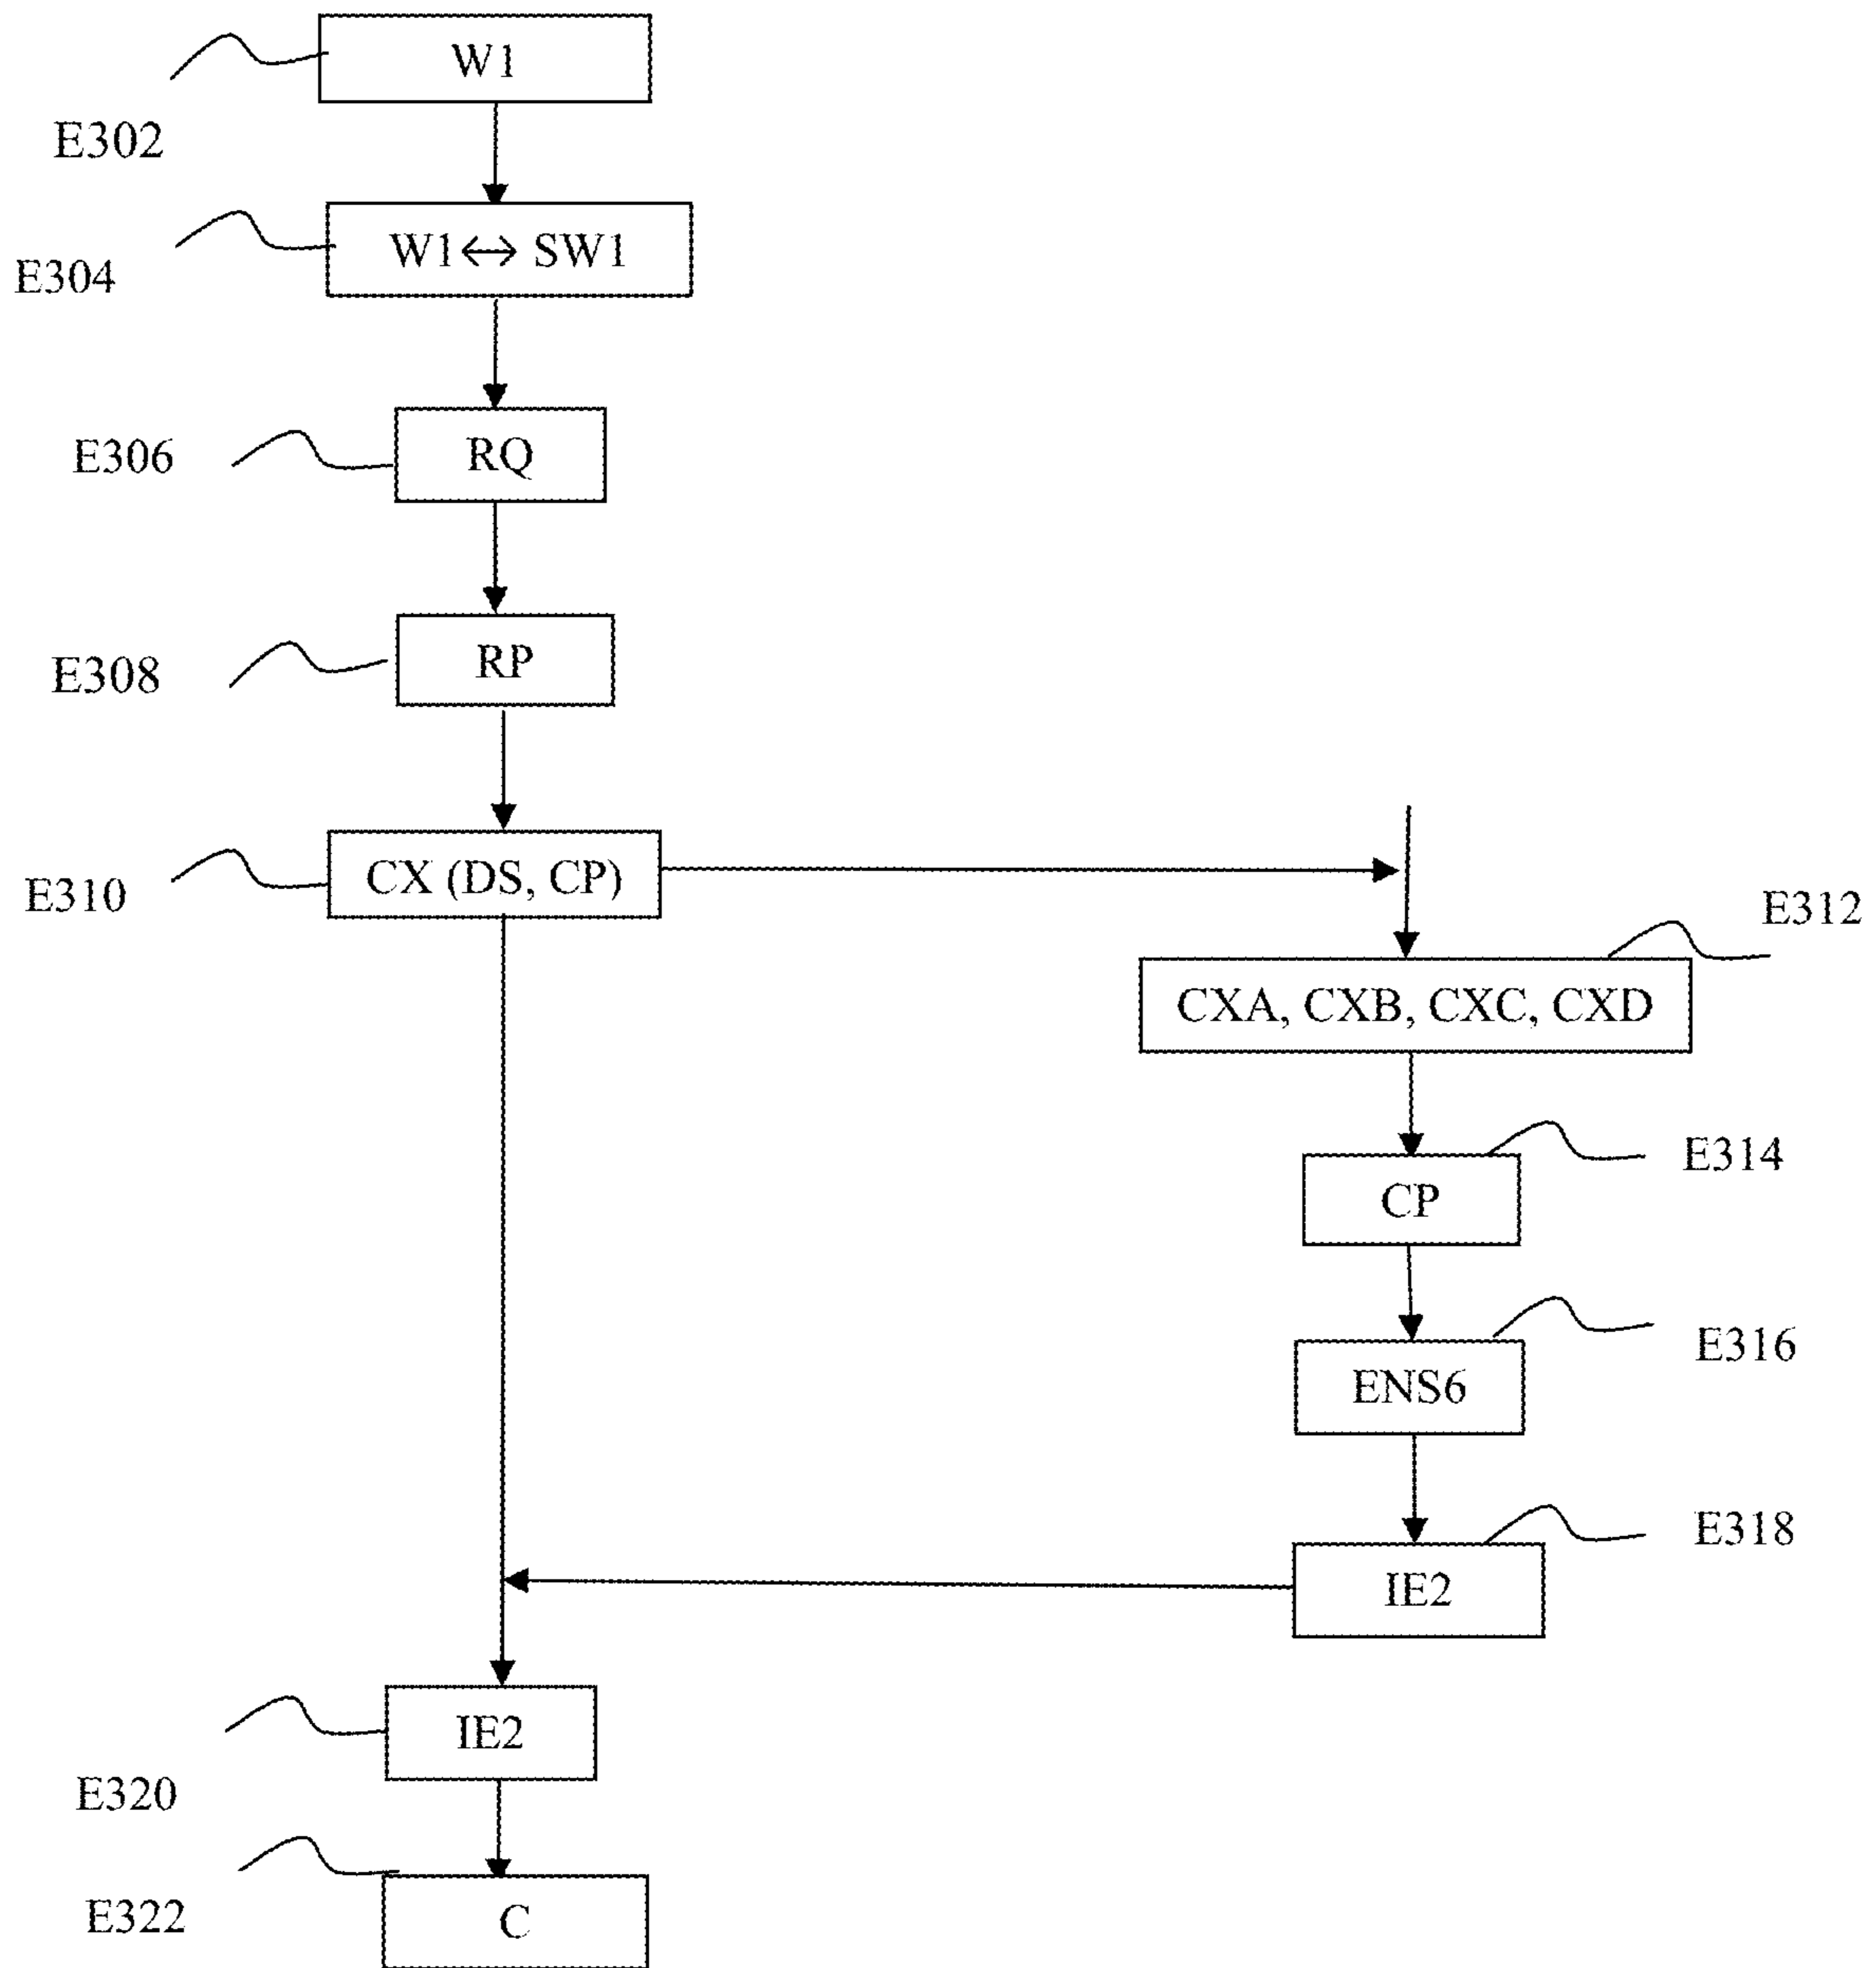 W1
E302
W1 ↔ SW1
E304
RQ
E306
RP
E308
CX (DS, CP)
E310
E312
CXA, CXB, CXC, CXD
E314
CP
E316
ENS6
E318
IE2
IE2
E320
E322
C